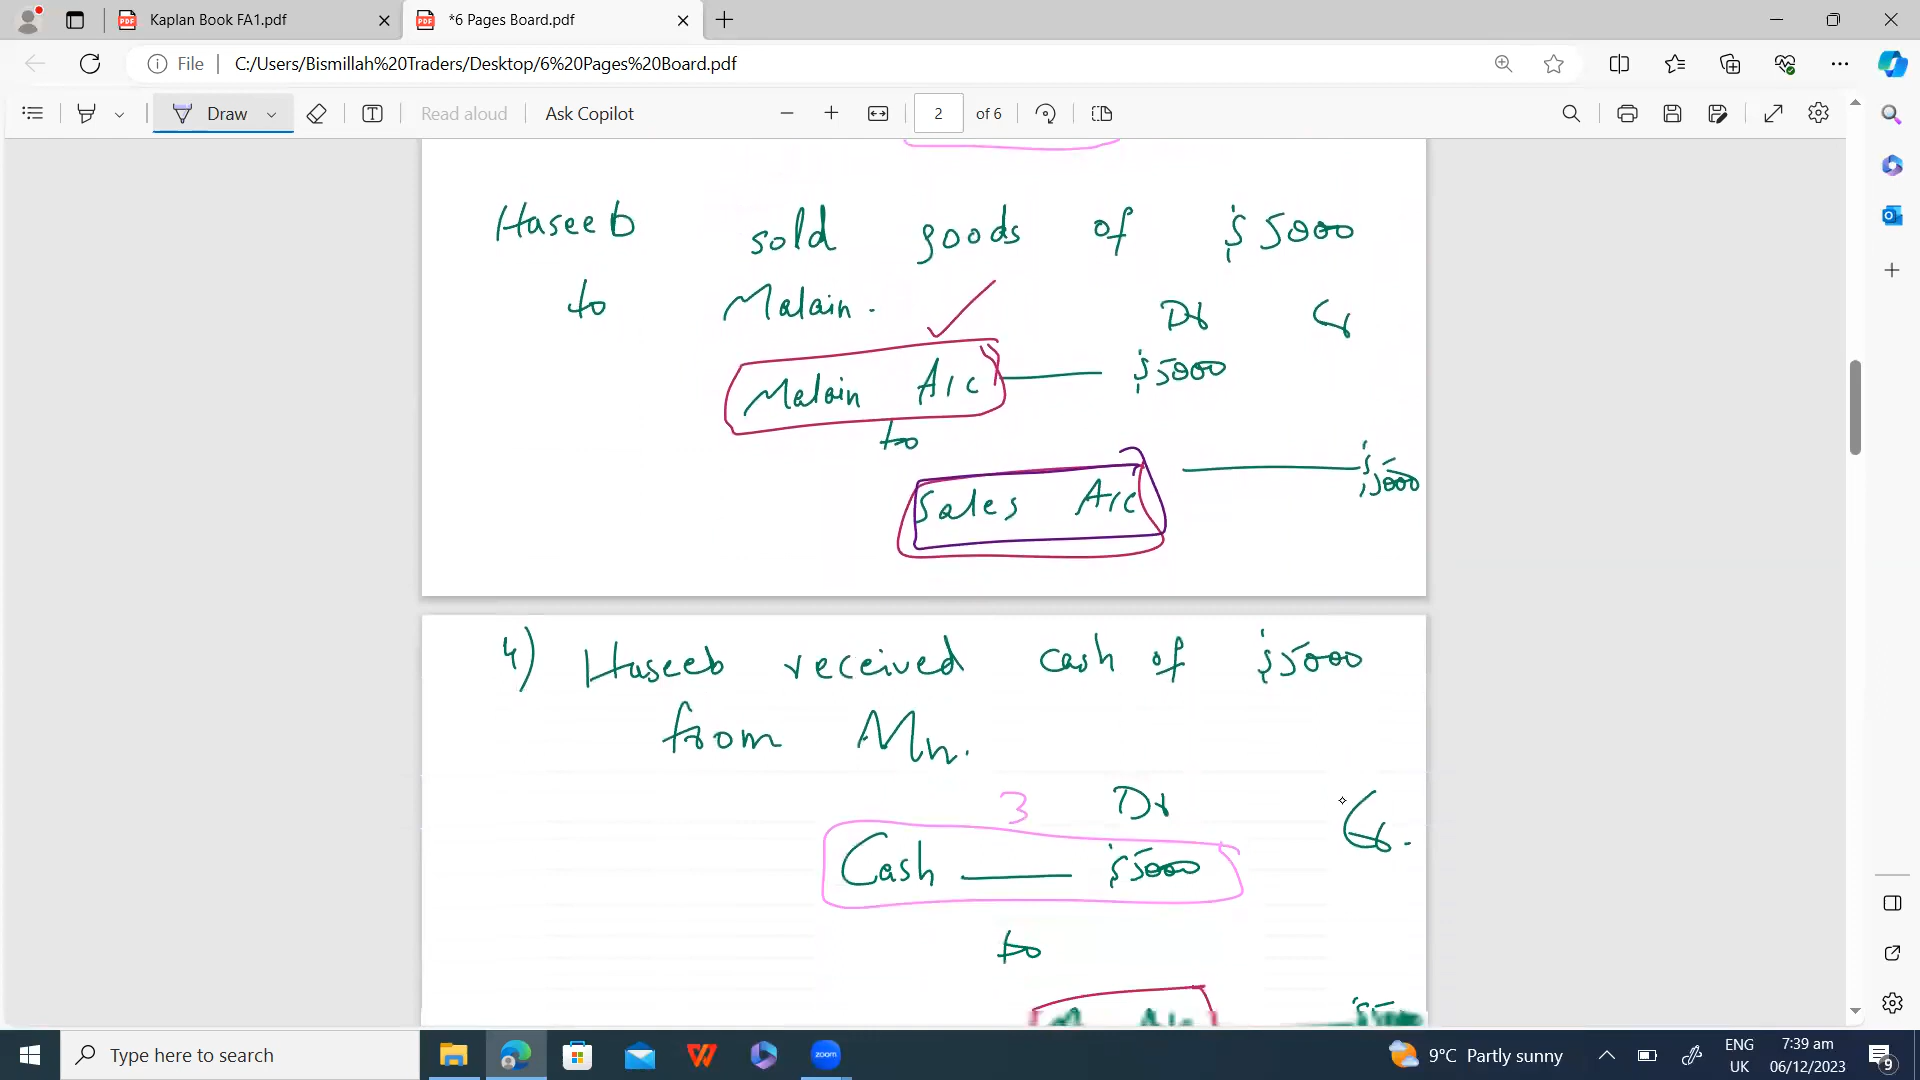 Kaplan Book FA1.pdf
*6 Pages Board.pdf
File
C:/Users/Bismillah%20Traders/Desktop/6%20Pages%20Board.pdf
Draw
Read aloud
Ask Copilot
2 of 6
Haseeb sold goods of $5000
to Malain.
Dr Cr
Malain A/c $5000
to
Sales A/c $5000
4) Haseeb received cash of $5000
from Mn.
3 Dr Cr.
Cash $5000
to
A/c $5000
Type here to search
zoom
9°C Partly sunny
ENG
UK
7:39 am
06/12/2023
9